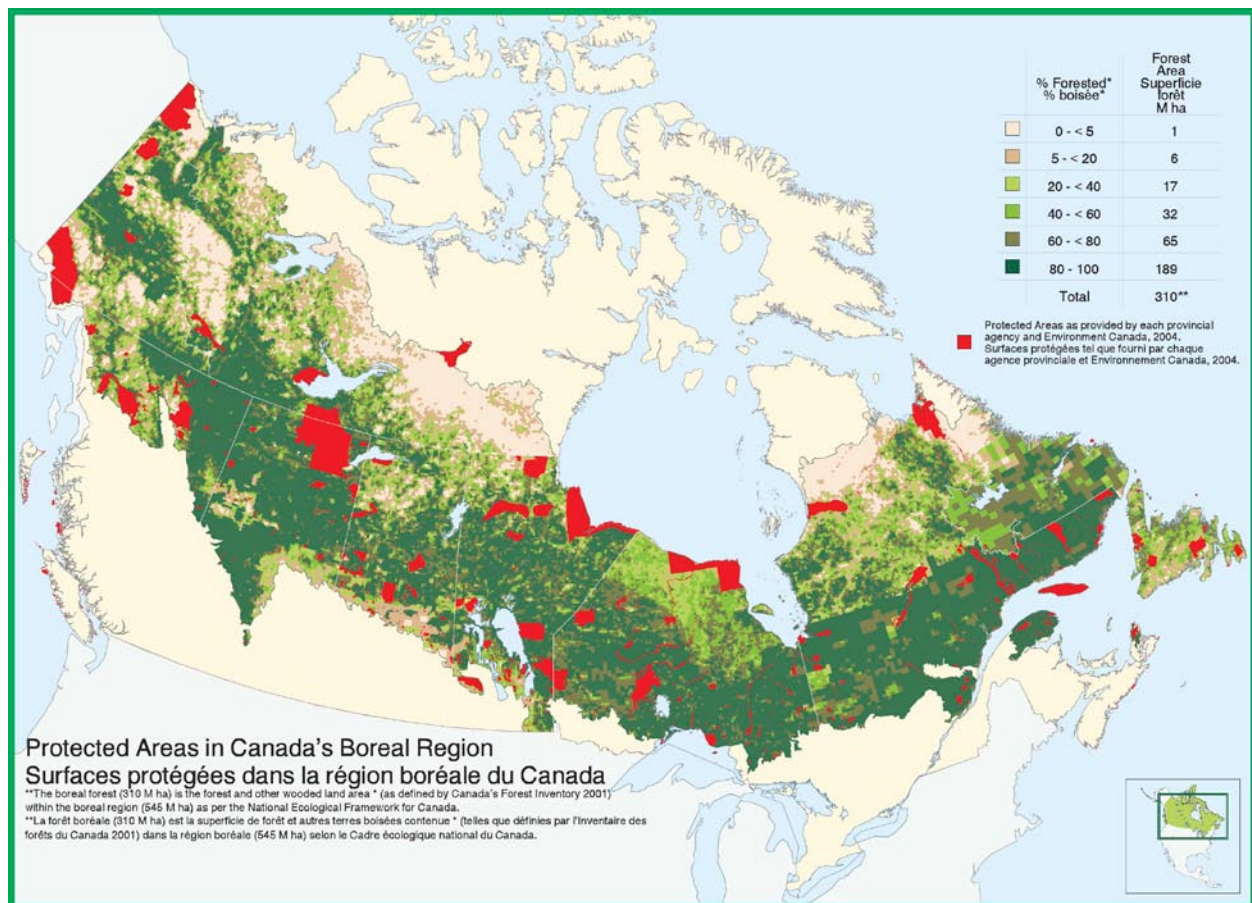 % Forested*
% boisée*
Forest
Area
Superficie
forêt
M ha
0 - < 5 1
5 - < 20 6
20 - < 40 17
40 - < 60 32
60 - < 80 65
80 - 100 189
Total 310**
Protected Areas as provided by each provincial
agency and Environment Canada, 2004.
Surfaces protégées tel que fourni par chaque
agence provinciale et Environnement Canada, 2004.
Protected Areas in Canada's Boreal Region
Surfaces protégées dans la région boréale du Canada
**The boreal forest (310 M ha) is the forest and other wooded land area * (as defined by Canada's Forest Inventory 2001)
within the boreal region (545 M ha) as per the National Ecological Framework for Canada.
**La forêt boréale (310 M ha) est la superficie de forêt et autres terres boisées contenue * (telles que définies par l'Inventaire des
forêts du Canada 2001) dans la région boréale (545 M ha) selon le Cadre écologique national du Canada.